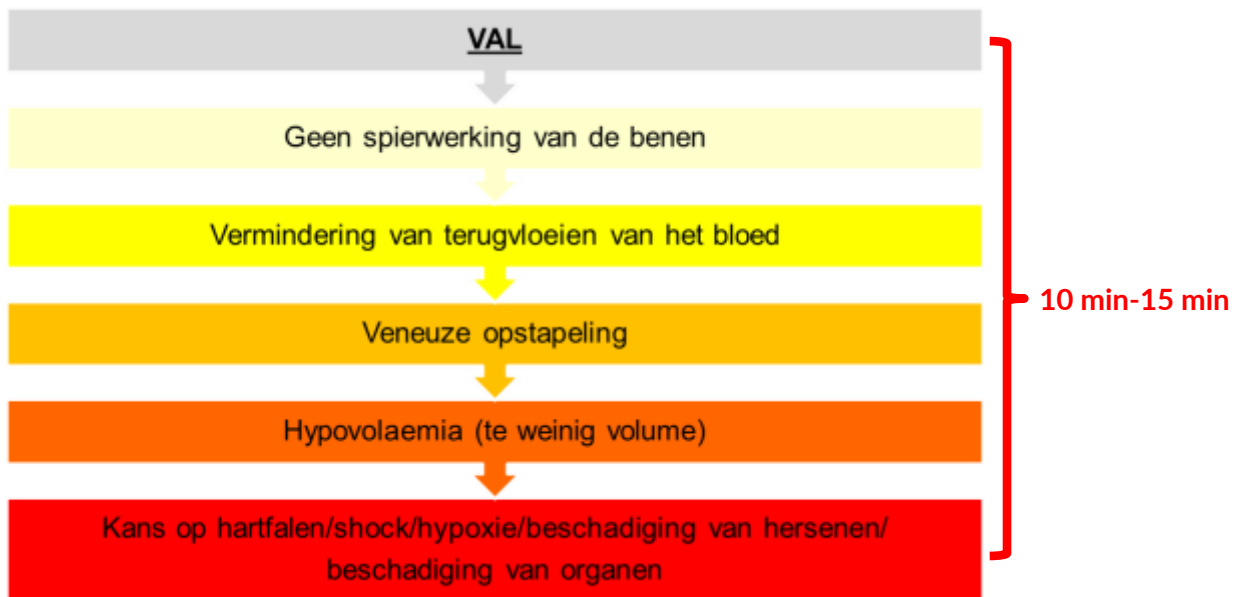 VAL
Geen spierwerking van de benen
Vermindering van terugvloeien van het bloed
Veneuze opstapeling
10 min-15 min
Hypovolaemia (te weinig volume)
Kans op hartfalen/shock/hypoxie/beschadiging van hersenen/
beschadiging van organen